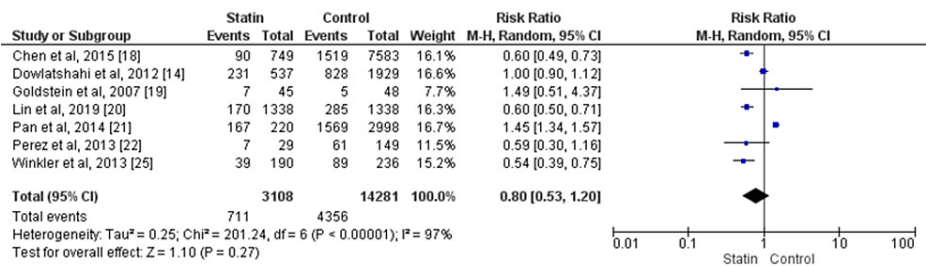 Statin Control Risk Ratio Risk Ratio
Study or Subgroup Events Total Events Total Weight M-H, Random, 95% CI M-H, Random, 95% CI
Chen et al, 2015 [18] 90 749 1519 7583 16.1% 0.60 [0.49, 0.73]
Dowlatshahi et al, 2012 [14] 231 537 828 1929 16.6% 1.00 [0.90, 1.12]
Goldstein et al, 2007 [19] 7 45 5 48 7.6% 1.49 [0.51, 4.37]
Lin et al, 2019 [20] 170 1338 285 1338 16.3% 0.60 [0.50, 0.71]
Pan et al, 2014 [21] 167 220 1569 2998 16.7% 1.45 [1.34, 1.57]
Perez et al, 2013 [22] 7 29 61 149 11.5% 0.59 [0.30, 1.16]
Winkler et al, 2013 [25] 39 190 89 236 15.2% 0.54 [0.39, 0.75]
Total (95% CI) 3108 14281 100.0% 0.80 [0.53, 1.20]
Total events 711 4356
Heterogeneity: Tau² = 0.25; Chi² = 201.24, df = 6 (P < 0.00001); I² = 97%
Test for overall effect: Z = 1.10 (P = 0.27)
0.01 0.1 1 10 100
Statin Control